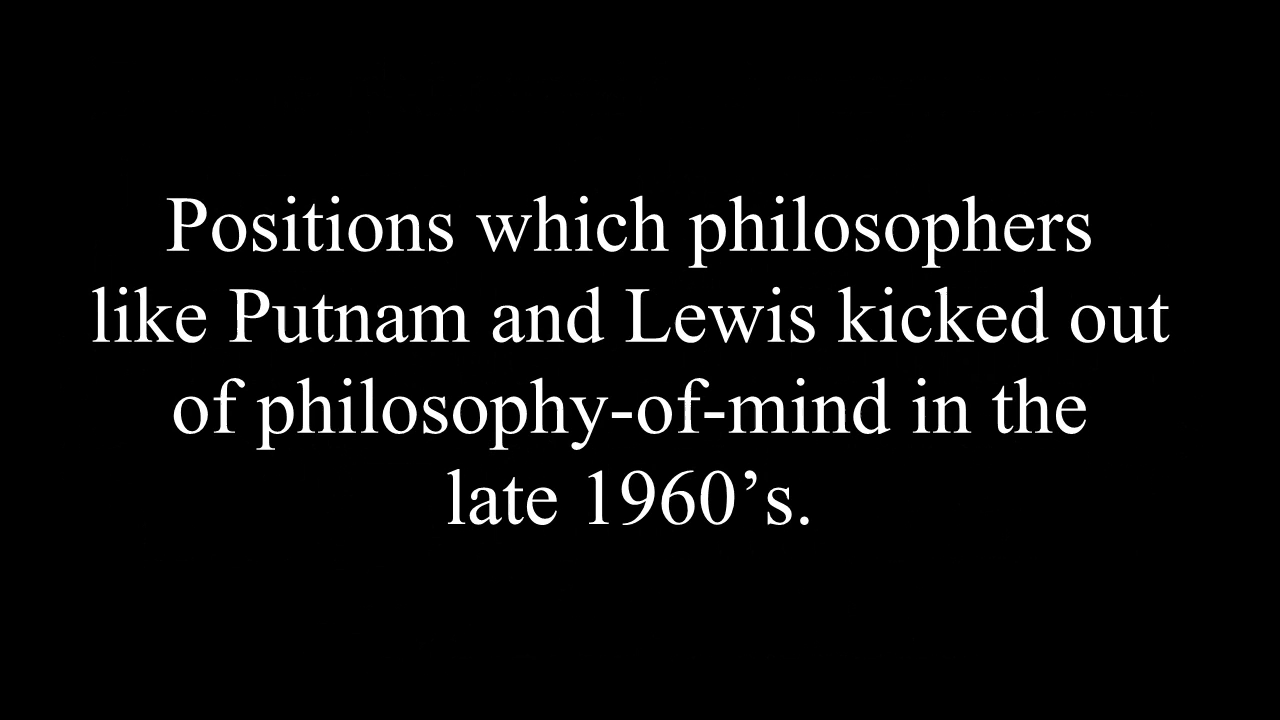 Positions which philosophers
like Putnam and Lewis kicked out
of philosophy-of-mind in the
late 1960’s.